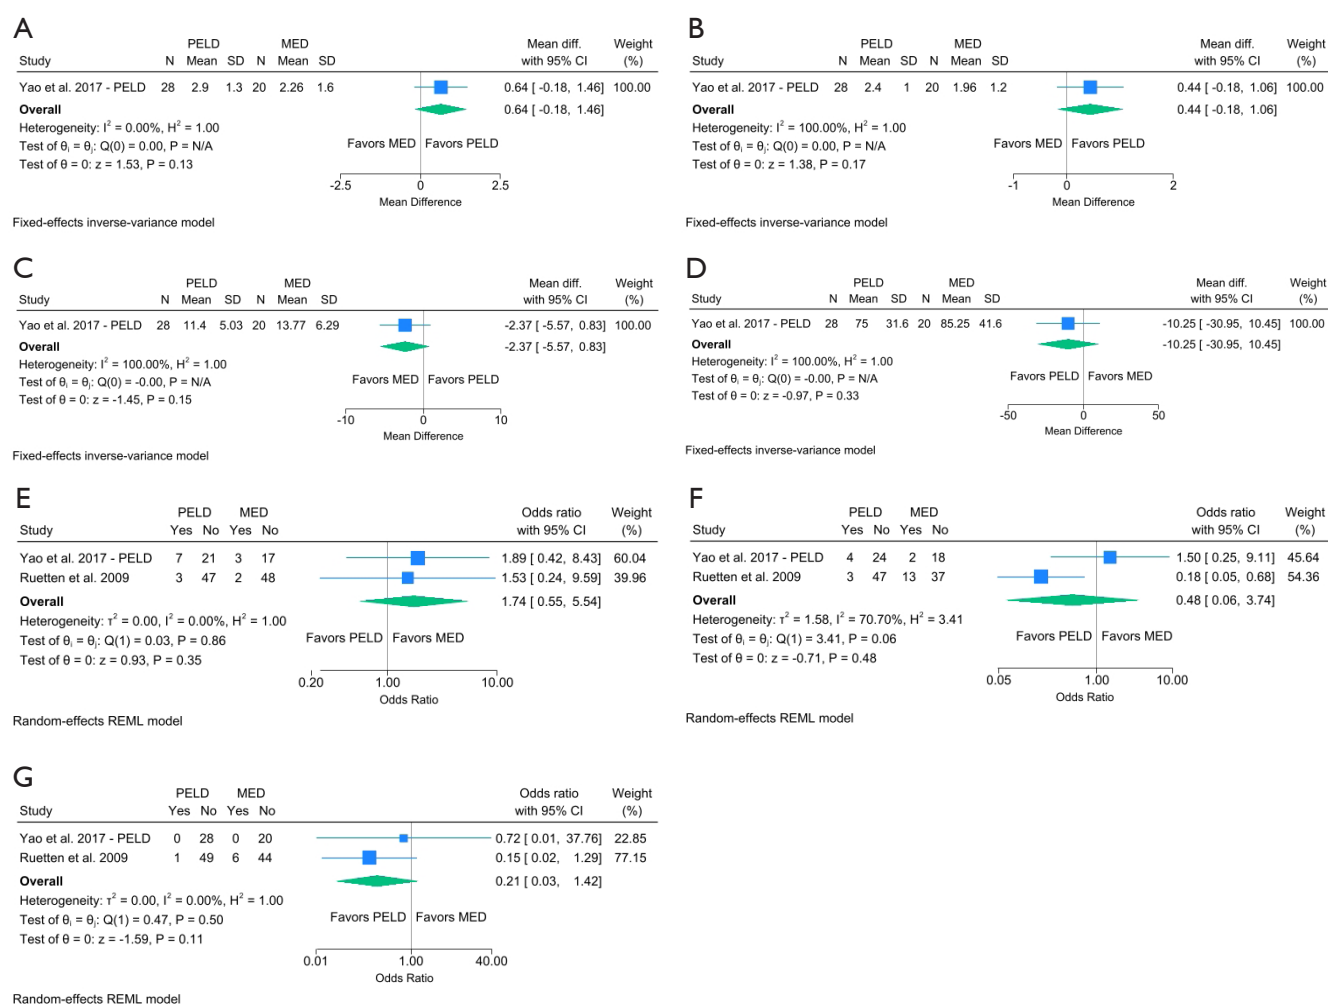 A
PELD MED Mean diff. Weight
Study N Mean SD N Mean SD with 95% CI (%)
Yao et al. 2017 - PELD 28 2.9 1.3 20 2.26 1.6 0.64 [ -0.18, 1.46] 100.00
Overall 0.64 [ -0.18, 1.46]
Heterogeneity: I² = 0.00%, H² = 1.00
Test of θᵢ = θⱼ: Q(0) = 0.00, P = N/A Favors MED Favors PELD
Test of θ = 0: z = 1.53, P = 0.13
-2.5 0 2.5
Mean Difference
Fixed-effects inverse-variance model
B
PELD MED Mean diff. Weight
Study N Mean SD N Mean SD with 95% CI (%)
Yao et al. 2017 - PELD 28 2.4 1 20 1.96 1.2 0.44 [ -0.18, 1.06] 100.00
Overall 0.44 [ -0.18, 1.06]
Heterogeneity: I² = 100.00%, H² = 1.00
Test of θᵢ = θⱼ: Q(0) = 0.00, P = N/A Favors MED Favors PELD
Test of θ = 0: z = 1.38, P = 0.17
-1 0 2
Mean Difference
Fixed-effects inverse-variance model
C
PELD MED Mean diff. Weight
Study N Mean SD N Mean SD with 95% CI (%)
Yao et al. 2017 - PELD 28 11.4 5.03 20 13.77 6.29 -2.37 [ -5.57, 0.83] 100.00
Overall -2.37 [ -5.57, 0.83]
Heterogeneity: I² = 100.00%, H² = 1.00
Test of θᵢ = θⱼ: Q(0) = -0.00, P = N/A Favors MED Favors PELD
Test of θ = 0: z = -1.45, P = 0.15
-10 0 10
Mean Difference
Fixed-effects inverse-variance model
D
PELD MED Mean diff. Weight
Study N Mean SD N Mean SD with 95% CI (%)
Yao et al. 2017 - PELD 28 75 31.6 20 85.25 41.6 -10.25 [ -30.95, 10.45] 100.00
Overall -10.25 [ -30.95, 10.45]
Heterogeneity: I² = 100.00%, H² = 1.00
Test of θᵢ = θⱼ: Q(0) = -0.00, P = N/A Favors PELD Favors MED
Test of θ = 0: z = -0.97, P = 0.33
-50 0 50
Mean Difference
Fixed-effects inverse-variance model
E
PELD MED Odds ratio Weight
Study Yes No Yes No with 95% CI (%)
Yao et al. 2017 - PELD 7 21 3 17 1.89 [ 0.42, 8.43] 60.04
Ruetten et al. 2009 3 47 2 48 1.53 [ 0.24, 9.59] 39.96
Overall 1.74 [ 0.55, 5.54]
Heterogeneity: τ² = 0.00, I² = 0.00%, H² = 1.00
Test of θᵢ = θⱼ: Q(1) = 0.03, P = 0.86 Favors PELD Favors MED
Test of θ = 0: z = 0.93, P = 0.35
0.20 1.00 10.00
Odds Ratio
Random-effects REML model
F
PELD MED Odds ratio Weight
Study Yes No Yes No with 95% CI (%)
Yao et al. 2017 - PELD 4 24 2 18 1.50 [ 0.25, 9.11] 45.64
Ruetten et al. 2009 3 47 13 37 0.18 [ 0.05, 0.68] 54.36
Overall 0.48 [ 0.06, 3.74]
Heterogeneity: τ² = 1.58, I² = 70.70%, H² = 3.41
Test of θᵢ = θⱼ: Q(1) = 3.41, P = 0.06 Favors PELD Favors MED
Test of θ = 0: z = -0.71, P = 0.48
0.05 1.00 10.00
Odds Ratio
Random-effects REML model
G
PELD MED Odds ratio Weight
Study Yes No Yes No with 95% CI (%)
Yao et al. 2017 - PELD 0 28 0 20 0.72 [ 0.01, 37.76] 22.85
Ruetten et al. 2009 1 49 6 44 0.15 [ 0.02, 1.29] 77.15
Overall 0.21 [ 0.03, 1.42]
Heterogeneity: τ² = 0.00, I² = 0.00%, H² = 1.00
Test of θᵢ = θⱼ: Q(1) = 0.47, P = 0.50 Favors PELD Favors MED
Test of θ = 0: z = -1.59, P = 0.11
0.01 1.00 40.00
Odds Ratio
Random-effects REML model